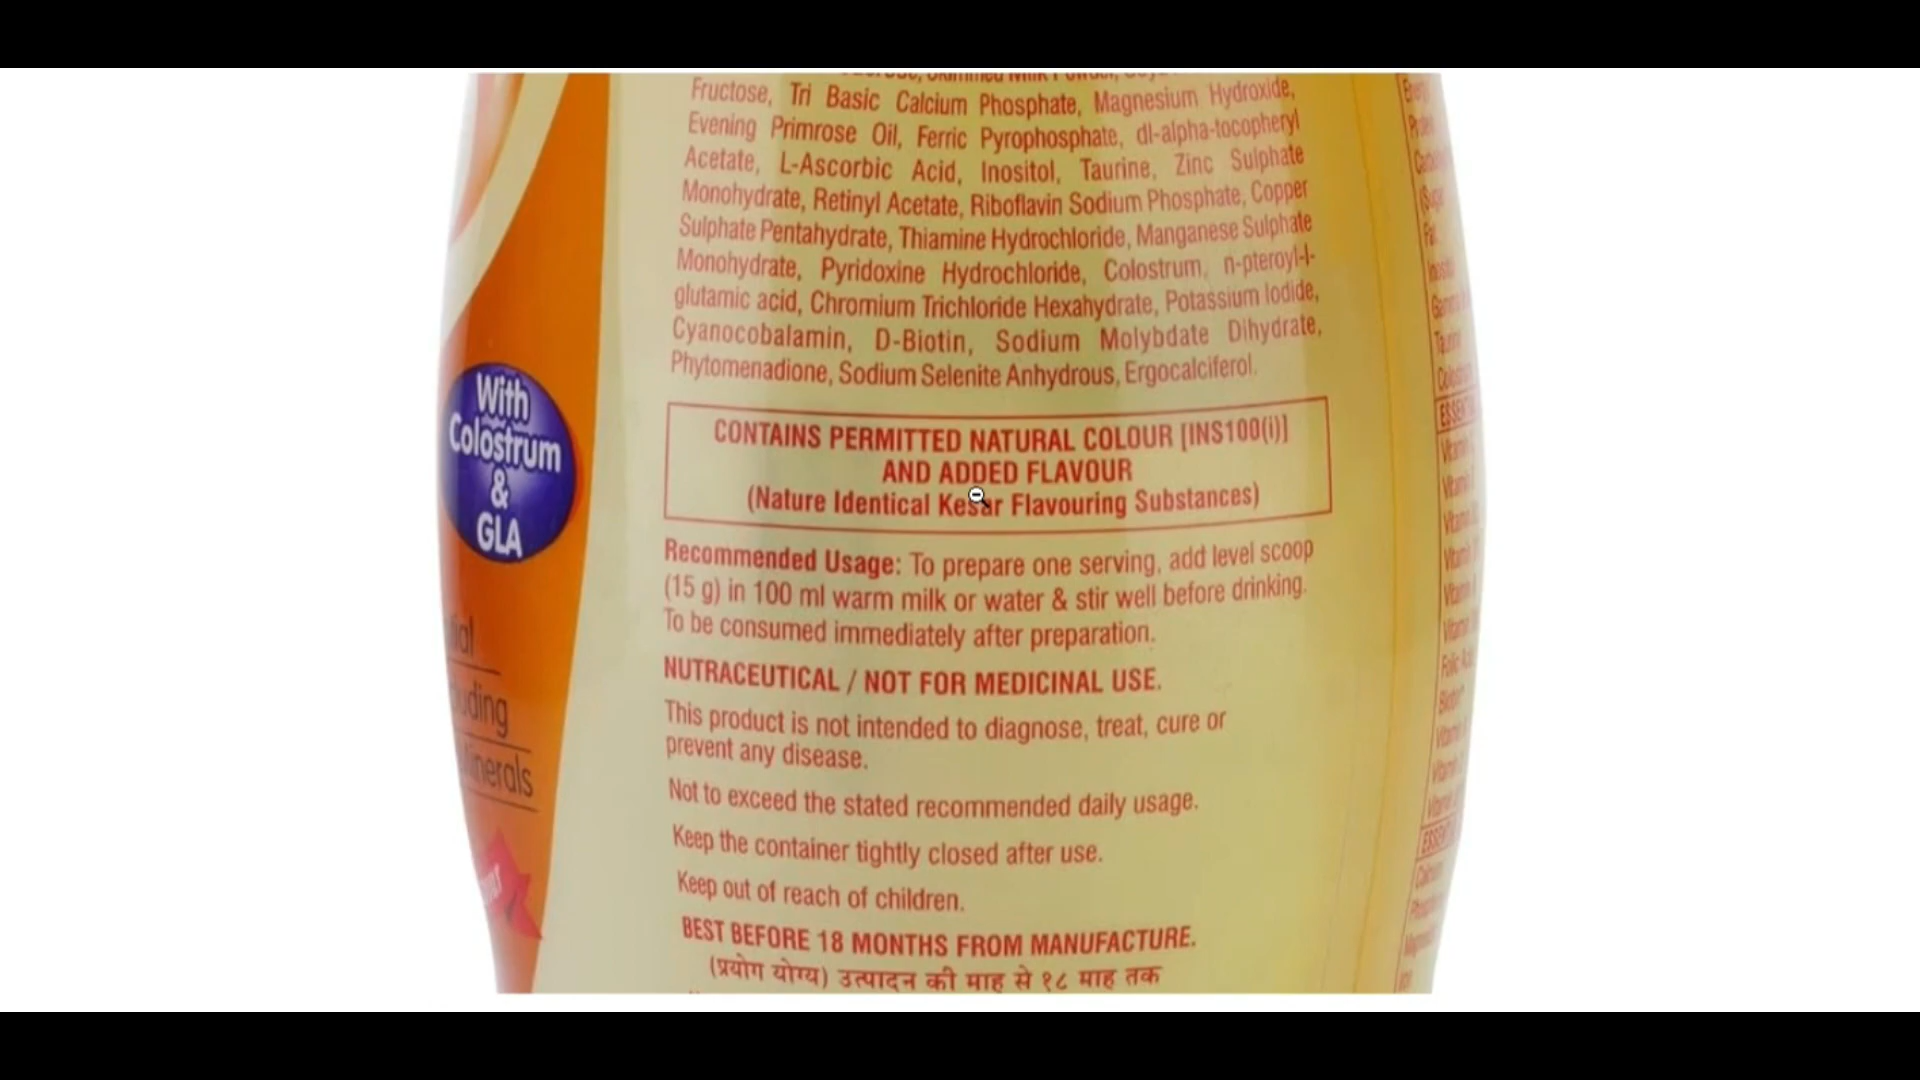 Skimmed Milk Powder,
Fructose, Tri Basic Calcium Phosphate, Magnesium Hydroxide,
Evening Primrose Oil, Ferric Pyrophosphate, dl-alpha-tocopheryl
Acetate, L-Ascorbic Acid, Inositol, Taurine, Zinc Sulphate
Monohydrate, Retinyl Acetate, Riboflavin Sodium Phosphate, Copper
Sulphate Pentahydrate, Thiamine Hydrochloride, Manganese Sulphate
Monohydrate, Pyridoxine Hydrochloride, Colostrum, n-pteroyl-l-
glutamic acid, Chromium Trichloride Hexahydrate, Potassium Iodide,
Cyanocobalamin, D-Biotin, Sodium Molybdate Dihydrate,
Phytomenadione, Sodium Selenite Anhydrous, Ergocalciferol.
CONTAINS PERMITTED NATURAL COLOUR [INS100(i)]
AND ADDED FLAVOUR
(Nature Identical Kesar Flavouring Substances)
Recommended Usage: To prepare one serving, add level scoop
(15 g) in 100 ml warm milk or water & stir well before drinking.
To be consumed immediately after preparation.
NUTRACEUTICAL / NOT FOR MEDICINAL USE.
This product is not intended to diagnose, treat, cure or
prevent any disease.
Not to exceed the stated recommended daily usage.
Keep the container tightly closed after use.
Keep out of reach of children.
BEST BEFORE 18 MONTHS FROM MANUFACTURE.
(प्रयोग योग्य) उत्पादन की माह से १८ माह तक
With
Colostrum
&
GLA